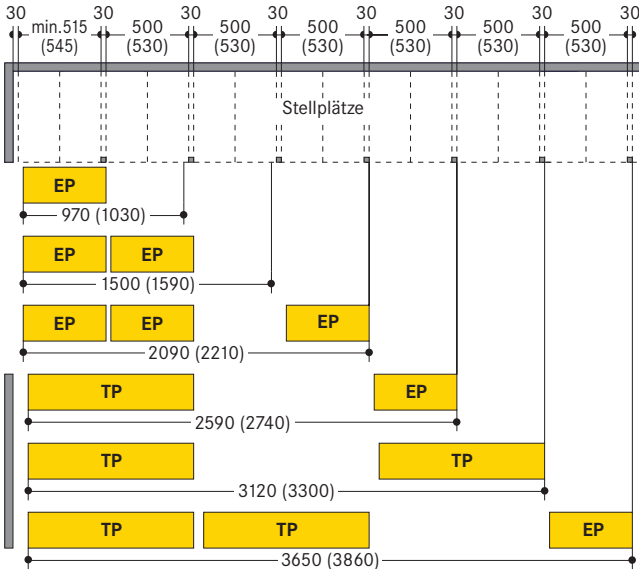 30 min.515 30 500 30 500 30 500 30 500 30 500 30 500 30
(545) (530) (530) (530) (530) (530) (530)
Stellplätze
EP
970 (1030)
EP EP
1500 (1590)
EP EP EP
2090 (2210)
TP EP
2590 (2740)
TP TP
3120 (3300)
TP TP EP
3650 (3860)